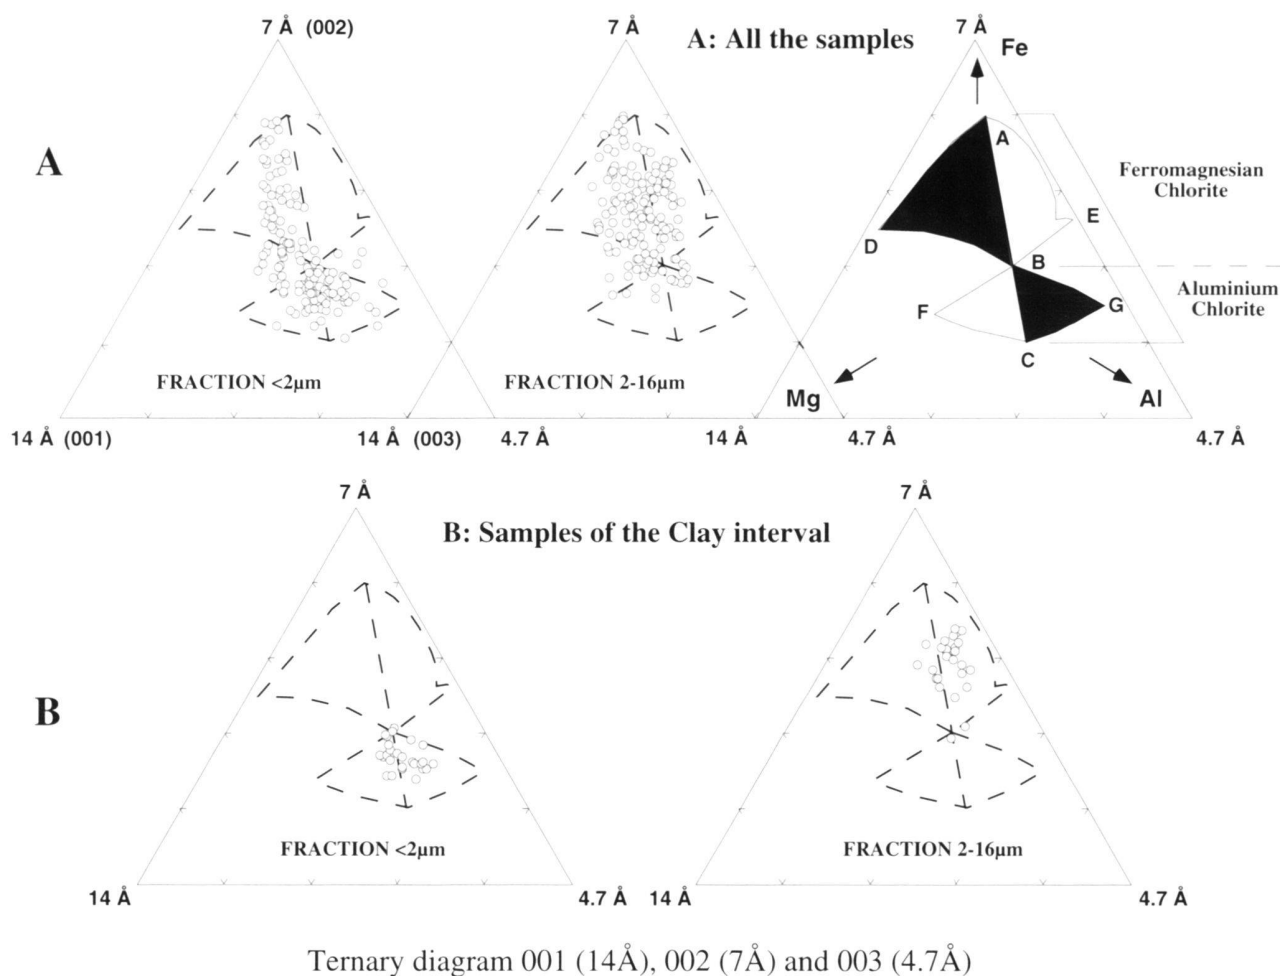 7 Å (002)
7 Å
A: All the samples
7 Å
Fe
A
A
Ferromagnesian
Chlorite
E
D
B
Aluminium
Chlorite
F
G
C
FRACTION <2µm
FRACTION 2-16µm
Mg
Al
14 Å (001)
14 Å (003)
4.7 Å
14 Å
4.7 Å
4.7 Å
7 Å
7 Å
B: Samples of the Clay interval
B
FRACTION <2µm
FRACTION 2-16µm
14 Å
4.7 Å
14 Å
4.7 Å
Ternary diagram 001 (14Å), 002 (7Å) and 003 (4.7Å)